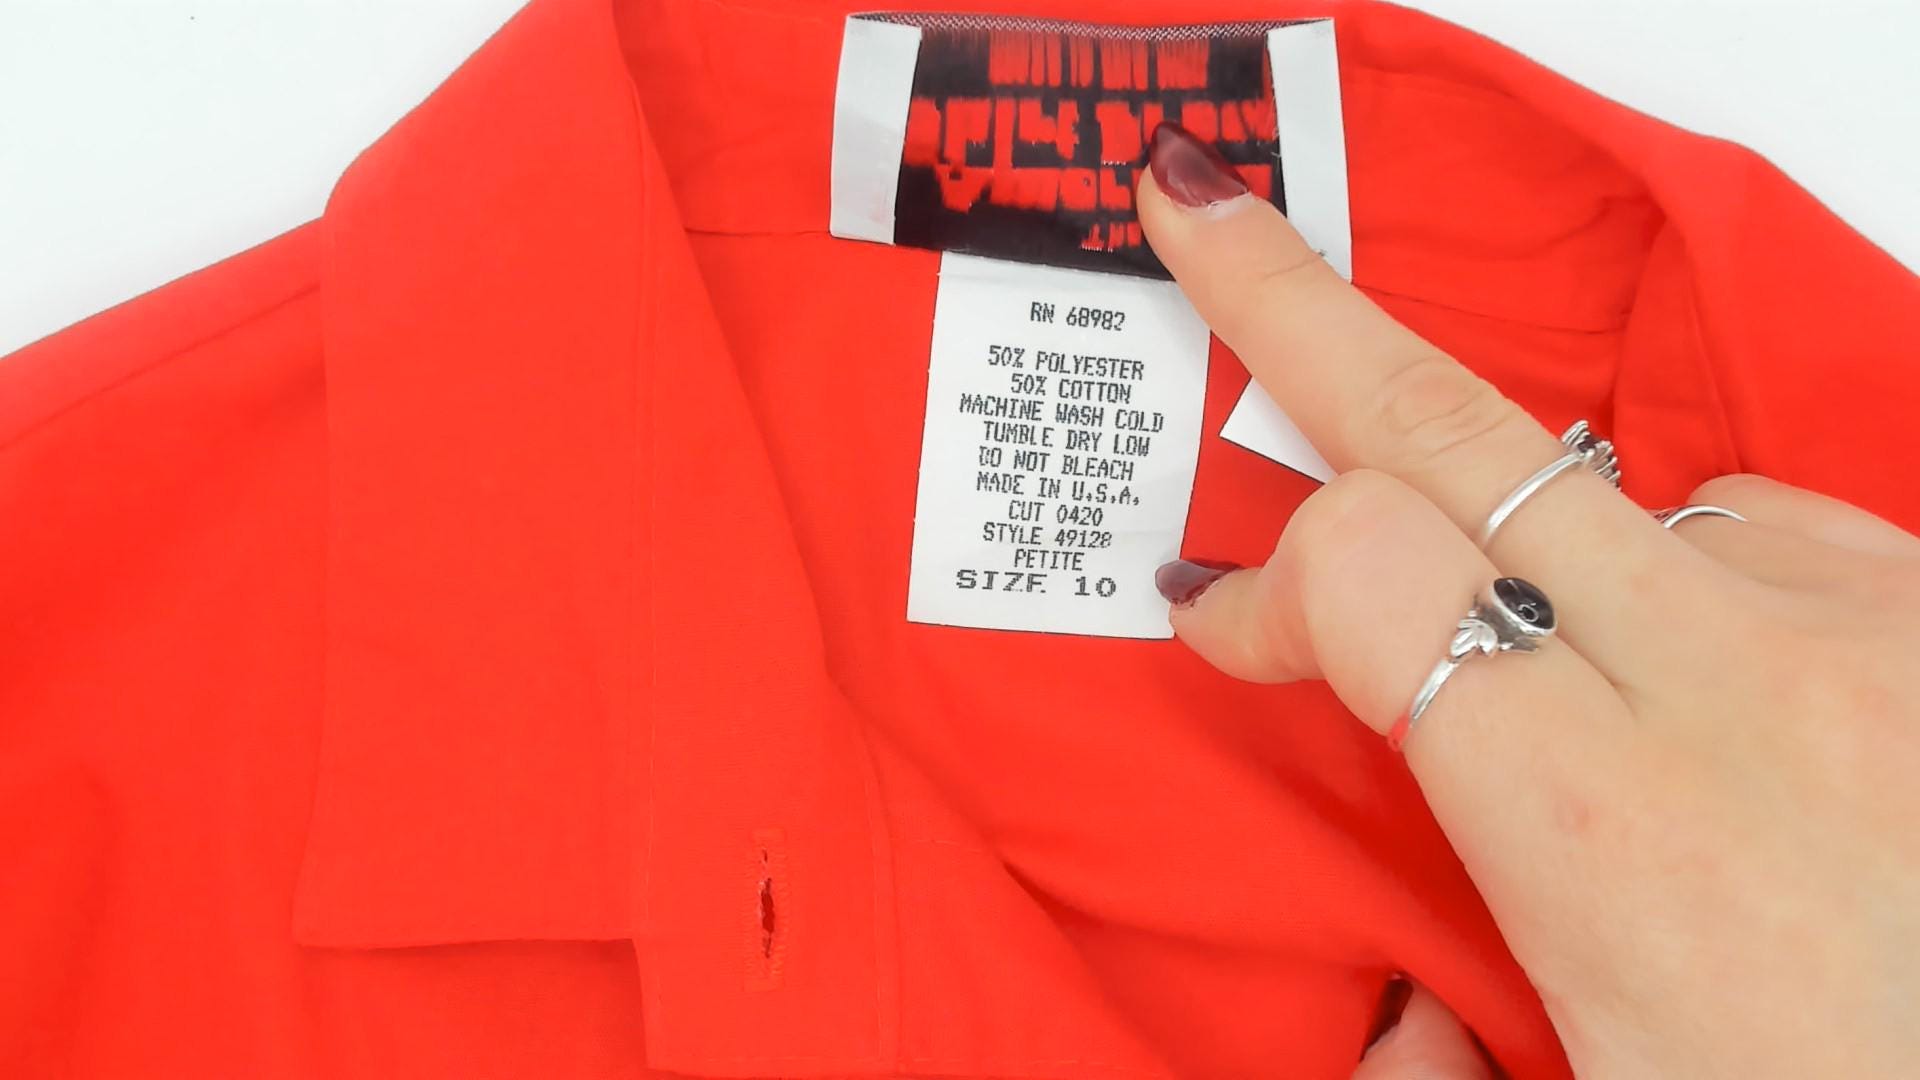 RN 68982
50% POLYESTER
50% COTTON
MACHINE WASH COLD
TUMBLE DRY LOW
DO NOT BLEACH
MADE IN U.S.A.
CUT 0420
STYLE 49128
PETITE
SIZE 10